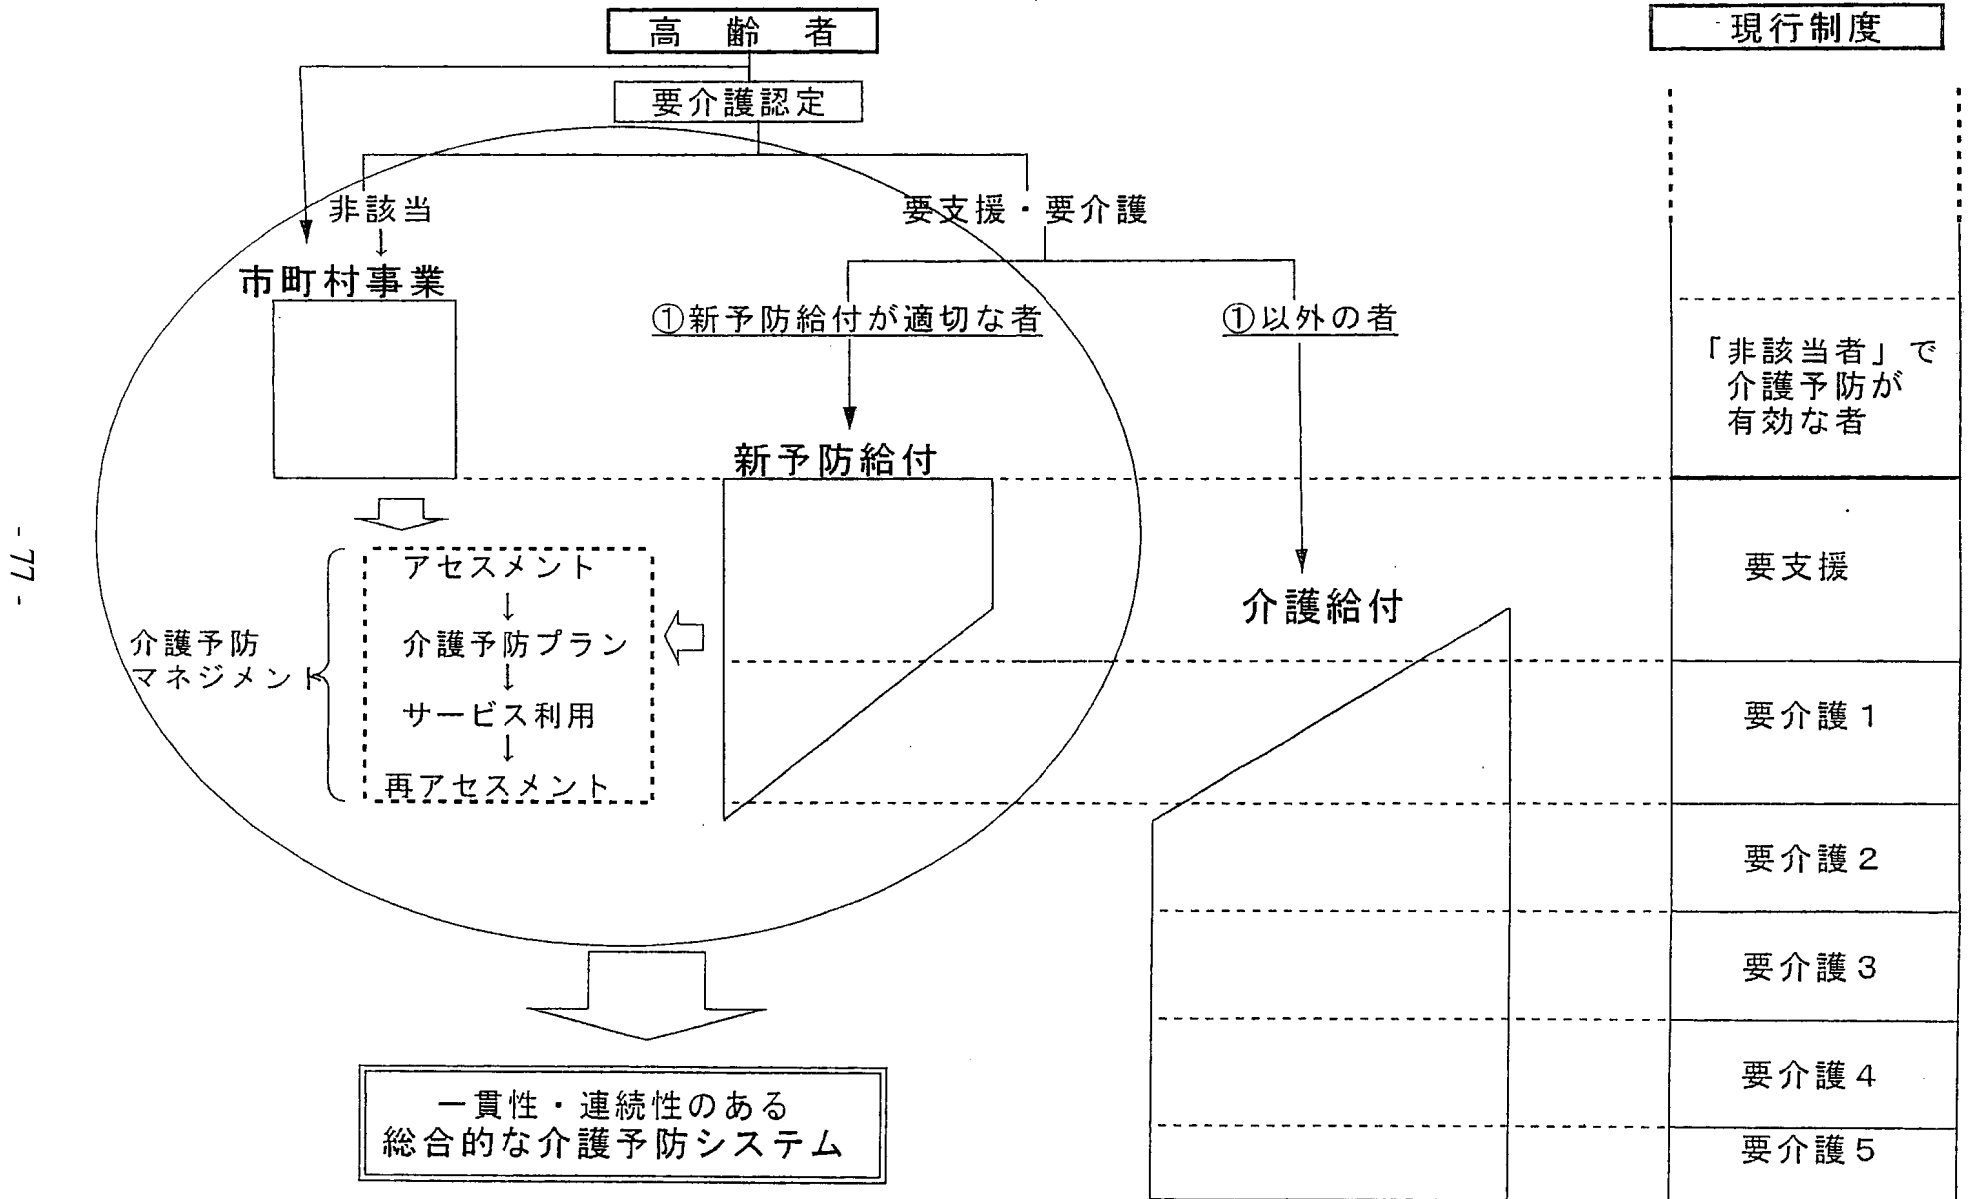 高齢者
要介護認定
非該当
↓
市町村事業
要支援・要介護
①新予防給付が適切な者
①以外の者
新予防給付
介護給付
介護予防
マネジメント
アセスメント
↓
介護予防プラン
↓
サービス利用
↓
再アセスメント
一貫性・連続性のある
総合的な介護予防システム
現行制度
「非該当者」で
介護予防が
有効な者
要支援
要介護1
要介護2
要介護3
要介護4
要介護5
- 77 -